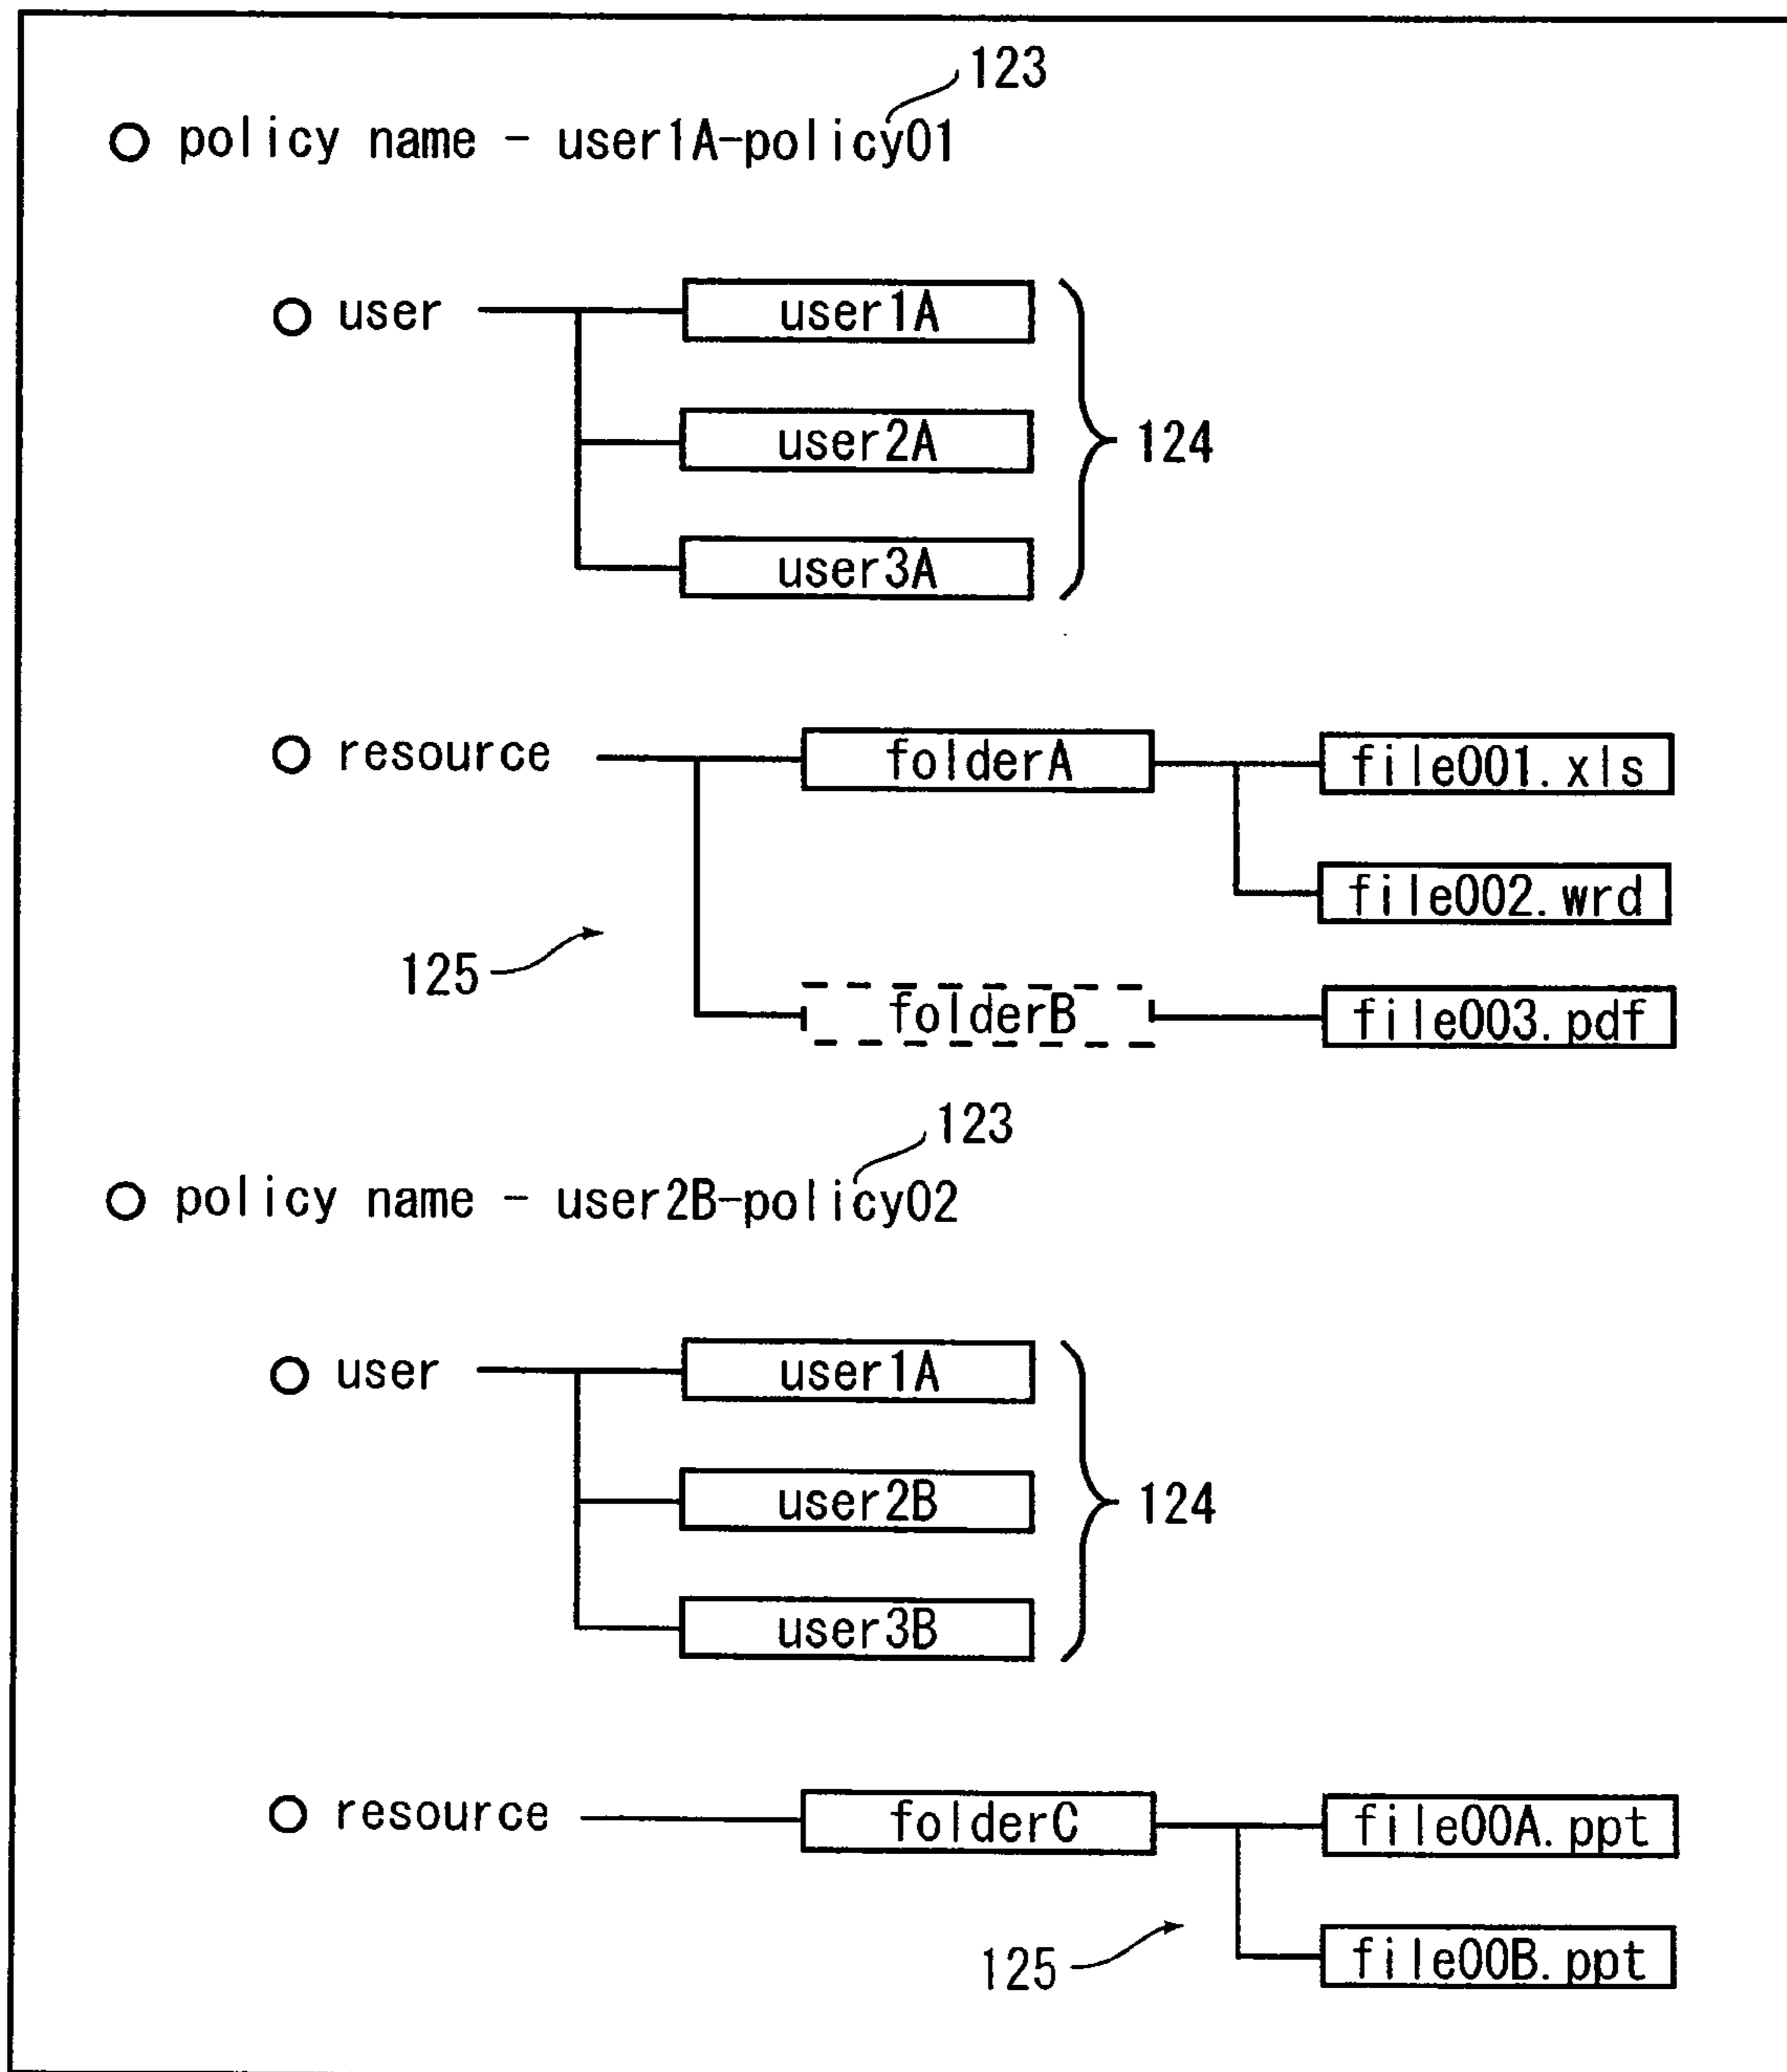 123
○ policy name - user1A-policy01
○ user user1A
user2A 124
user3A
○ resource folderA file001.xls
file002.wrd
125
folderB file003.pdf
123
○ policy name - user2B-policy02
○ user user1A
user2B 124
user3B
○ resource folderC file00A.ppt
125 file00B.ppt